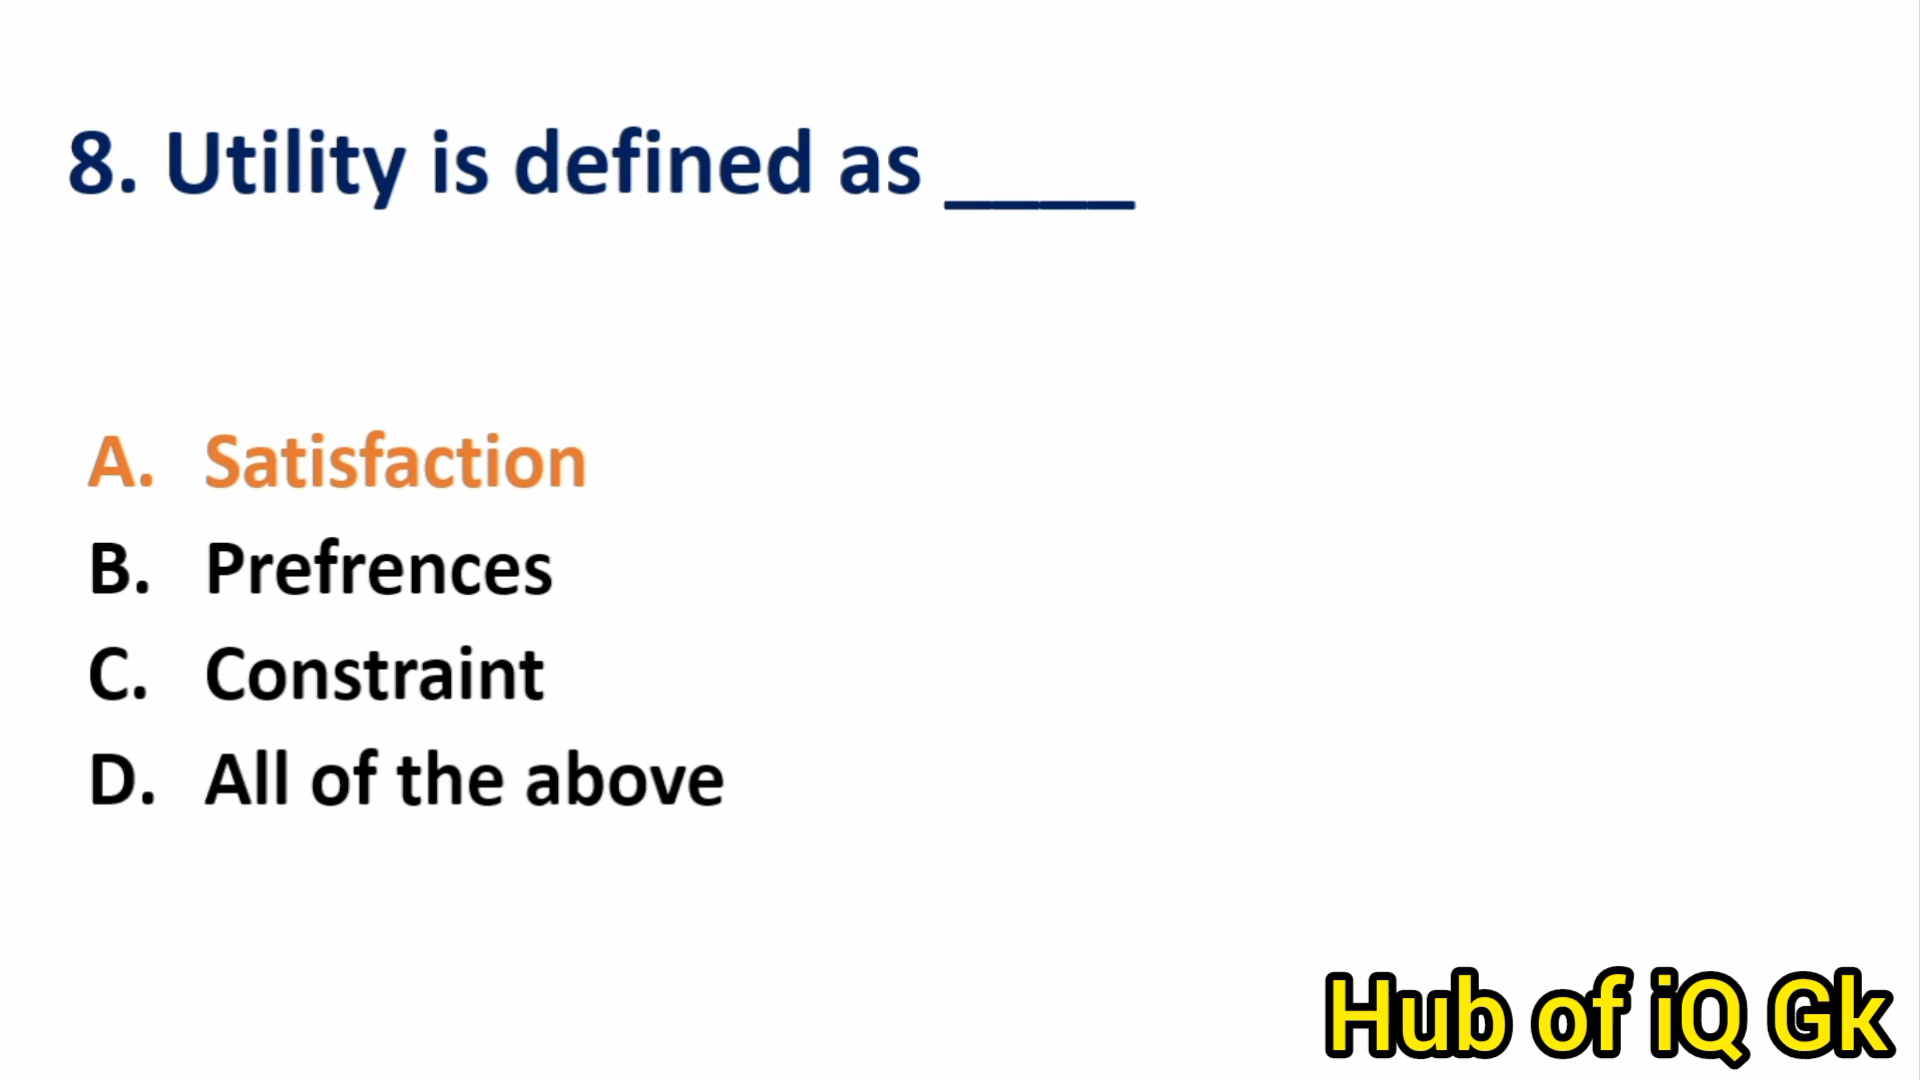 8. Utility is defined as ____
A. Satisfaction
B. Prefrences
C. Constraint
D. All of the above
Hub of iQ Gk